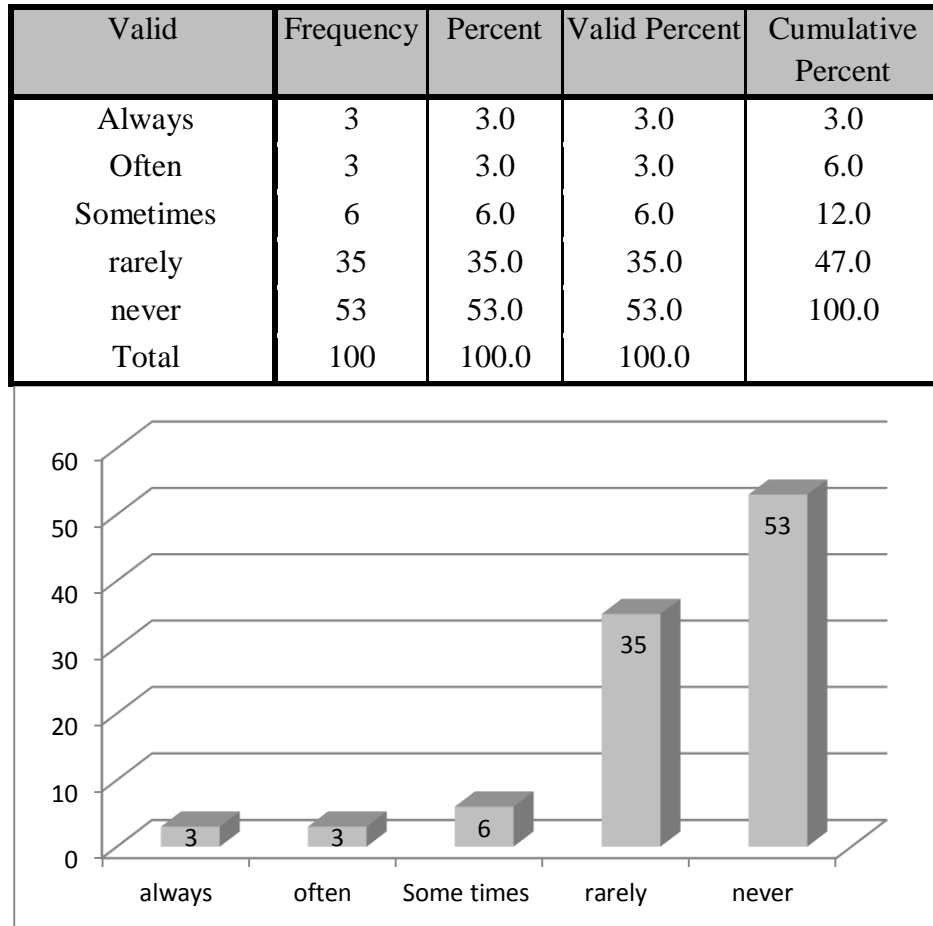 Valid Frequency Percent Valid Percent Cumulative Percent
Always 3 3.0 3.0 3.0
Often 3 3.0 3.0 6.0
Sometimes 6 6.0 6.0 12.0
rarely 35 35.0 35.0 47.0
never 53 53.0 53.0 100.0
Total 100 100.0 100.0
60
50
40
30
20
10
0
3 3 6 35 53
always often Some times rarely never